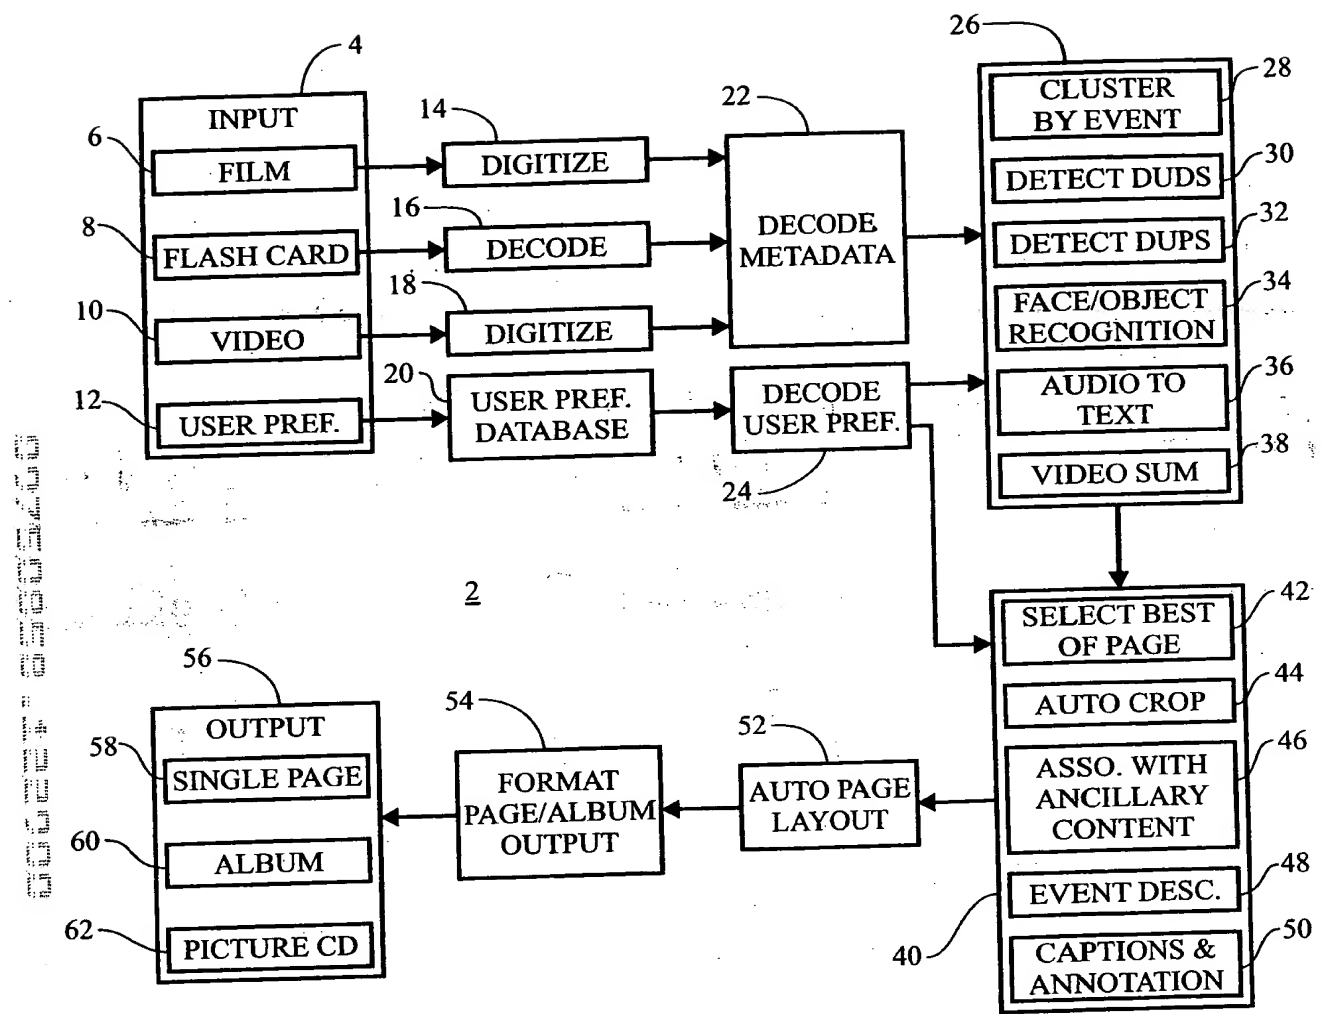 26
CLUSTER
BY EVENT
28
4
INPUT
6
FILM
14
DIGITIZE
22
DECODE
METADATA
DETECT DUDS
30
8
FLASH CARD
16
DECODE
DETECT DUPS
32
10
VIDEO
18
DIGITIZE
FACE/OBJECT
RECOGNITION
34
12
USER PREF.
20
USER PREF.
DATABASE
DECODE
USER PREF.
24
AUDIO TO
TEXT
36
VIDEO SUM
38
2
SELECT BEST
OF PAGE
42
AUTO CROP
44
ASSO. WITH
ANCILLARY
CONTENT
46
EVENT DESC.
48
40
CAPTIONS &
ANNOTATION
50
52
AUTO PAGE
LAYOUT
54
FORMAT
PAGE/ALBUM
OUTPUT
56
OUTPUT
58
SINGLE PAGE
60
ALBUM
62
PICTURE CD